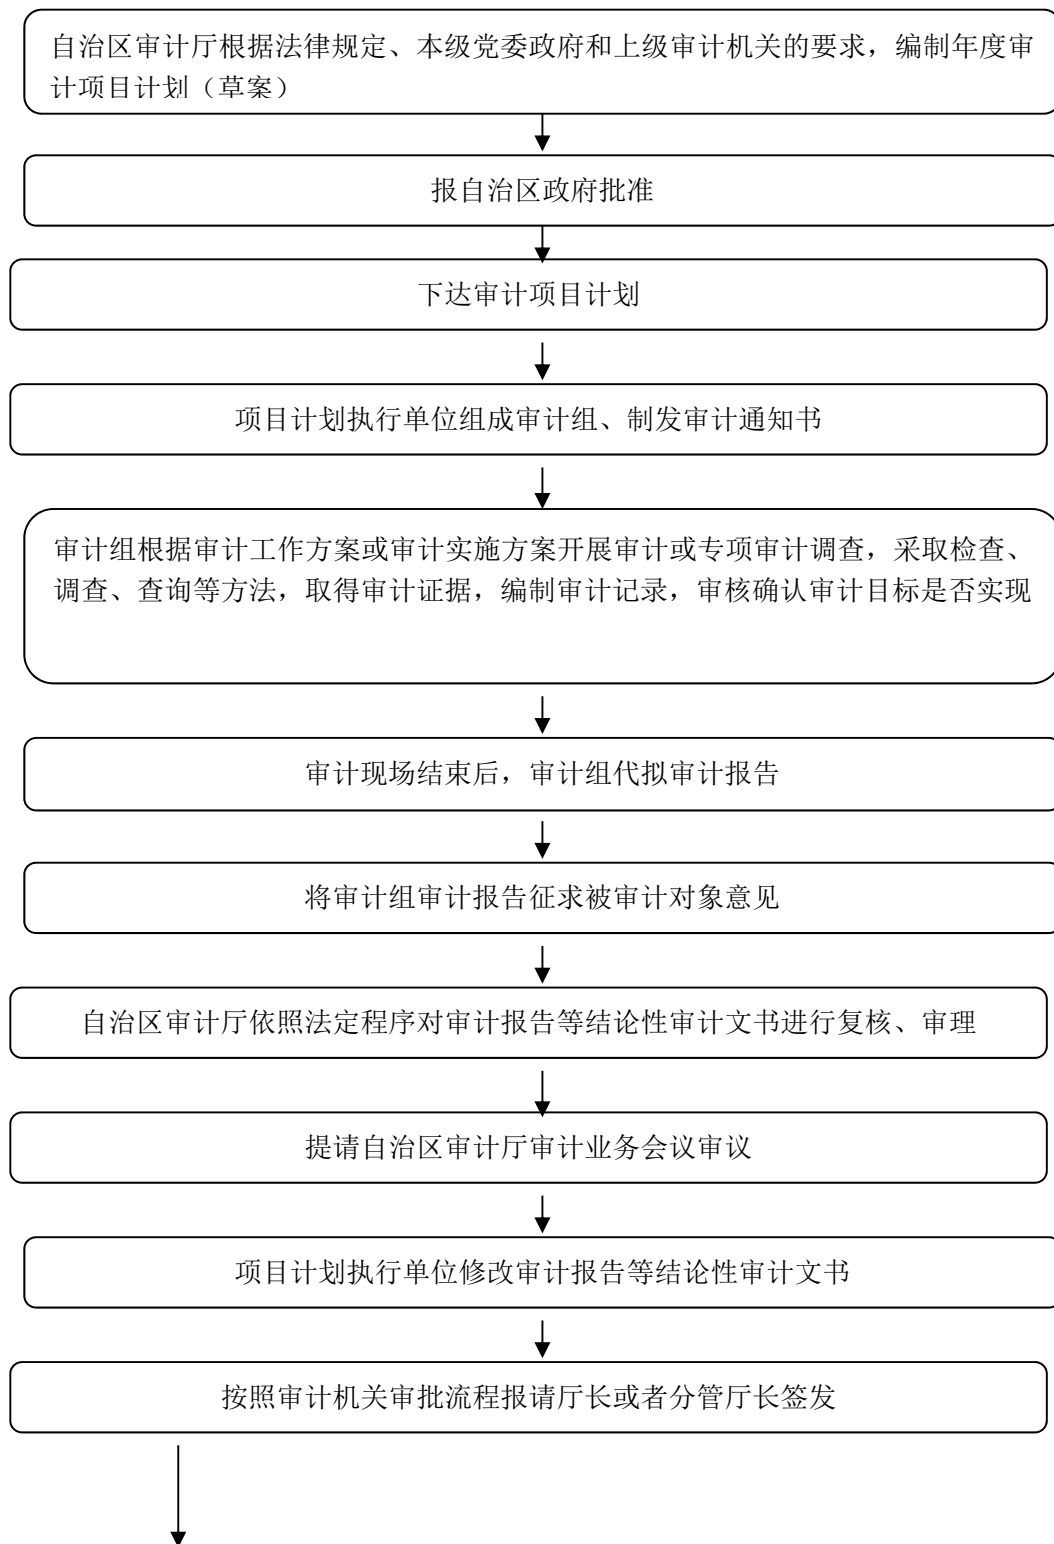 自治区审计厅根据法律规定、本级党委政府和上级审计机关的要求，编制年度审
计项目计划（草案）
报自治区政府批准
下达审计项目计划
项目计划执行单位组成审计组、制发审计通知书
审计组根据审计工作方案或审计实施方案开展审计或专项审计调查，采取检查、
调查、查询等方法，取得审计证据，编制审计记录，审核确认审计目标是否实现
审计现场结束后，审计组代拟审计报告
将审计组审计报告征求被审计对象意见
自治区审计厅依照法定程序对审计报告等结论性审计文书进行复核、审理
提请自治区审计厅审计业务会议审议
项目计划执行单位修改审计报告等结论性审计文书
按照审计机关审批流程报请厅长或者分管厅长签发